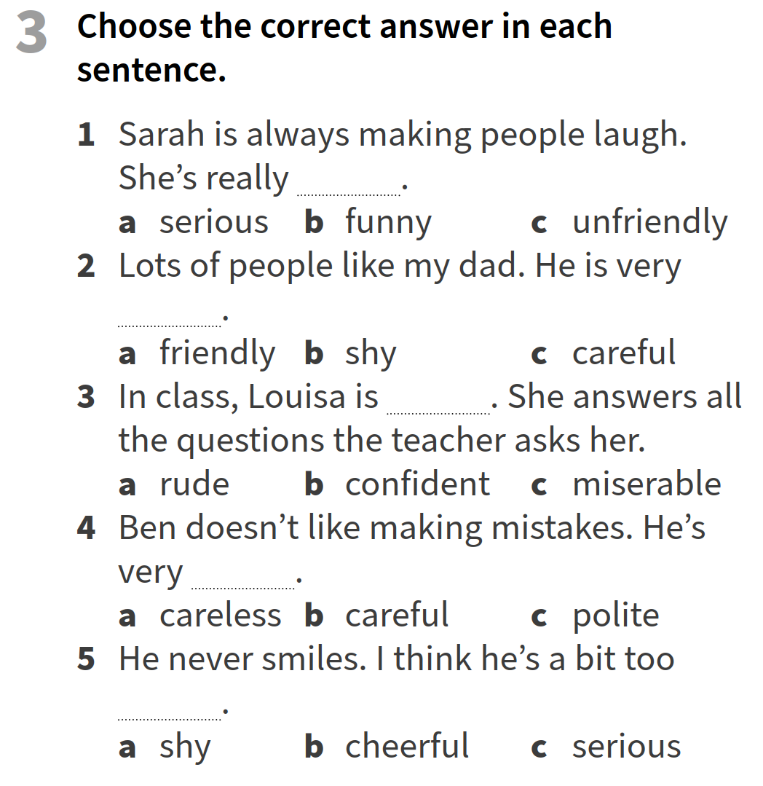 3 Choose the correct answer in each
sentence.
1 Sarah is always making people laugh.
She’s really ............ .
a serious b funny c unfriendly
2 Lots of people like my dad. He is very
............ .
a friendly b shy c careful
3 In class, Louisa is ............ . She answers all
the questions the teacher asks her.
a rude b confident c miserable
4 Ben doesn’t like making mistakes. He’s
very ............ .
a careless b careful c polite
5 He never smiles. I think he’s a bit too
............ .
a shy b cheerful c serious